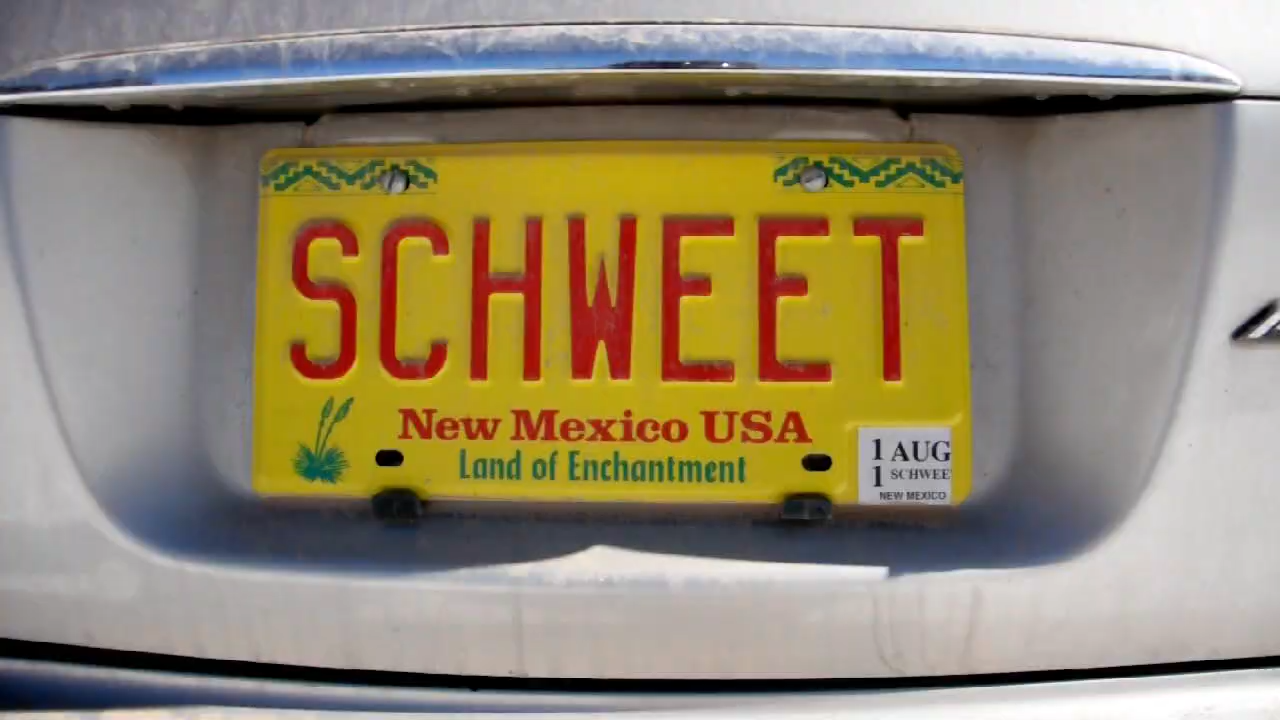 SCHWEET
New Mexico USA
Land of Enchantment
1 AUG
1 SCHWEE
NEW MEXICO